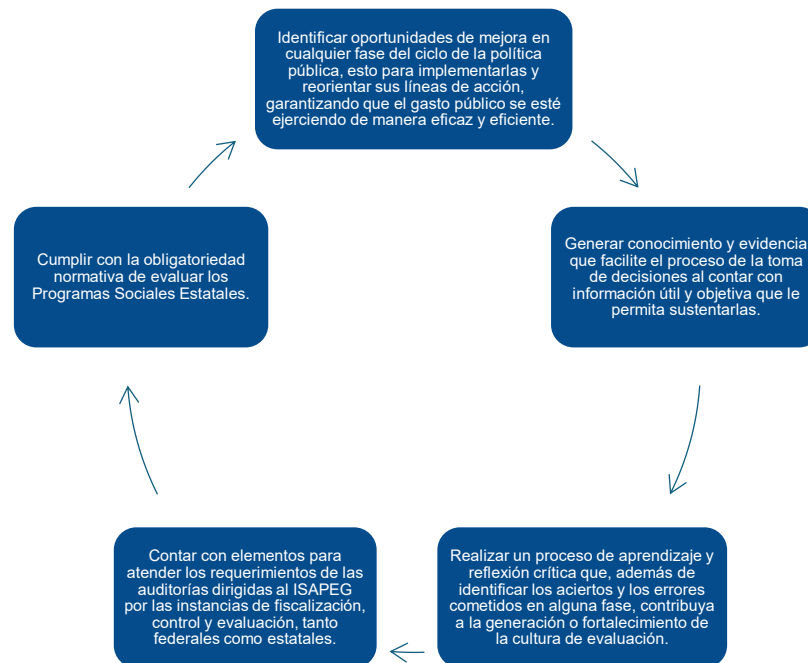 Identificar oportunidades de mejora en
cualquier fase del ciclo de la política
pública, esto para implementarlas y
reorientar sus líneas de acción,
garantizando que el gasto público se esté
ejerciendo de manera eficaz y eficiente.
Generar conocimiento y evidencia
que facilite el proceso de la toma
de decisiones al contar con
información útil y objetiva que le
permita sustentarlas.
Realizar un proceso de aprendizaje y
reflexión crítica que, además de
identificar los aciertos y los errores
cometidos en alguna fase, contribuya
a la generación o fortalecimiento de
la cultura de evaluación.
Contar con elementos para
atender los requerimientos de las
auditorías dirigidas al ISAPEG
por las instancias de fiscalización,
control y evaluación, tanto
federales como estatales.
Cumplir con la obligatoriedad
normativa de evaluar los
Programas Sociales Estatales.